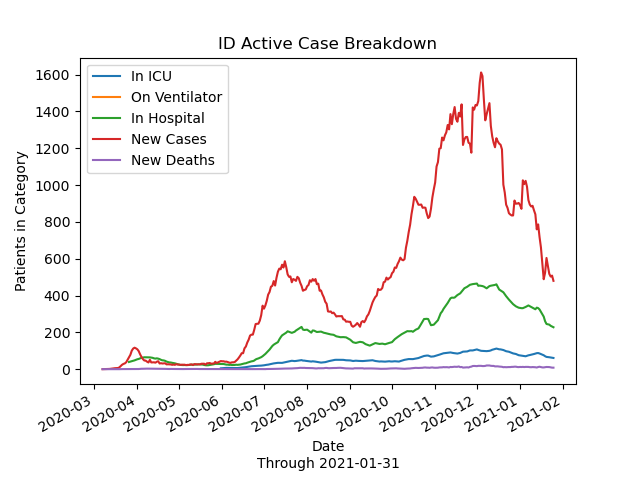 ID Active Case Breakdown
In ICU
On Ventilator
In Hospital
New Cases
New Deaths
Patients in Category
1600
1400
1200
1000
800
600
400
200
0
2020-03
2020-04
2020-05
2020-06
2020-07
2020-08
2020-09
2020-10
2020-11
2020-12
2021-01
2021-02
Date
Through 2021-01-31